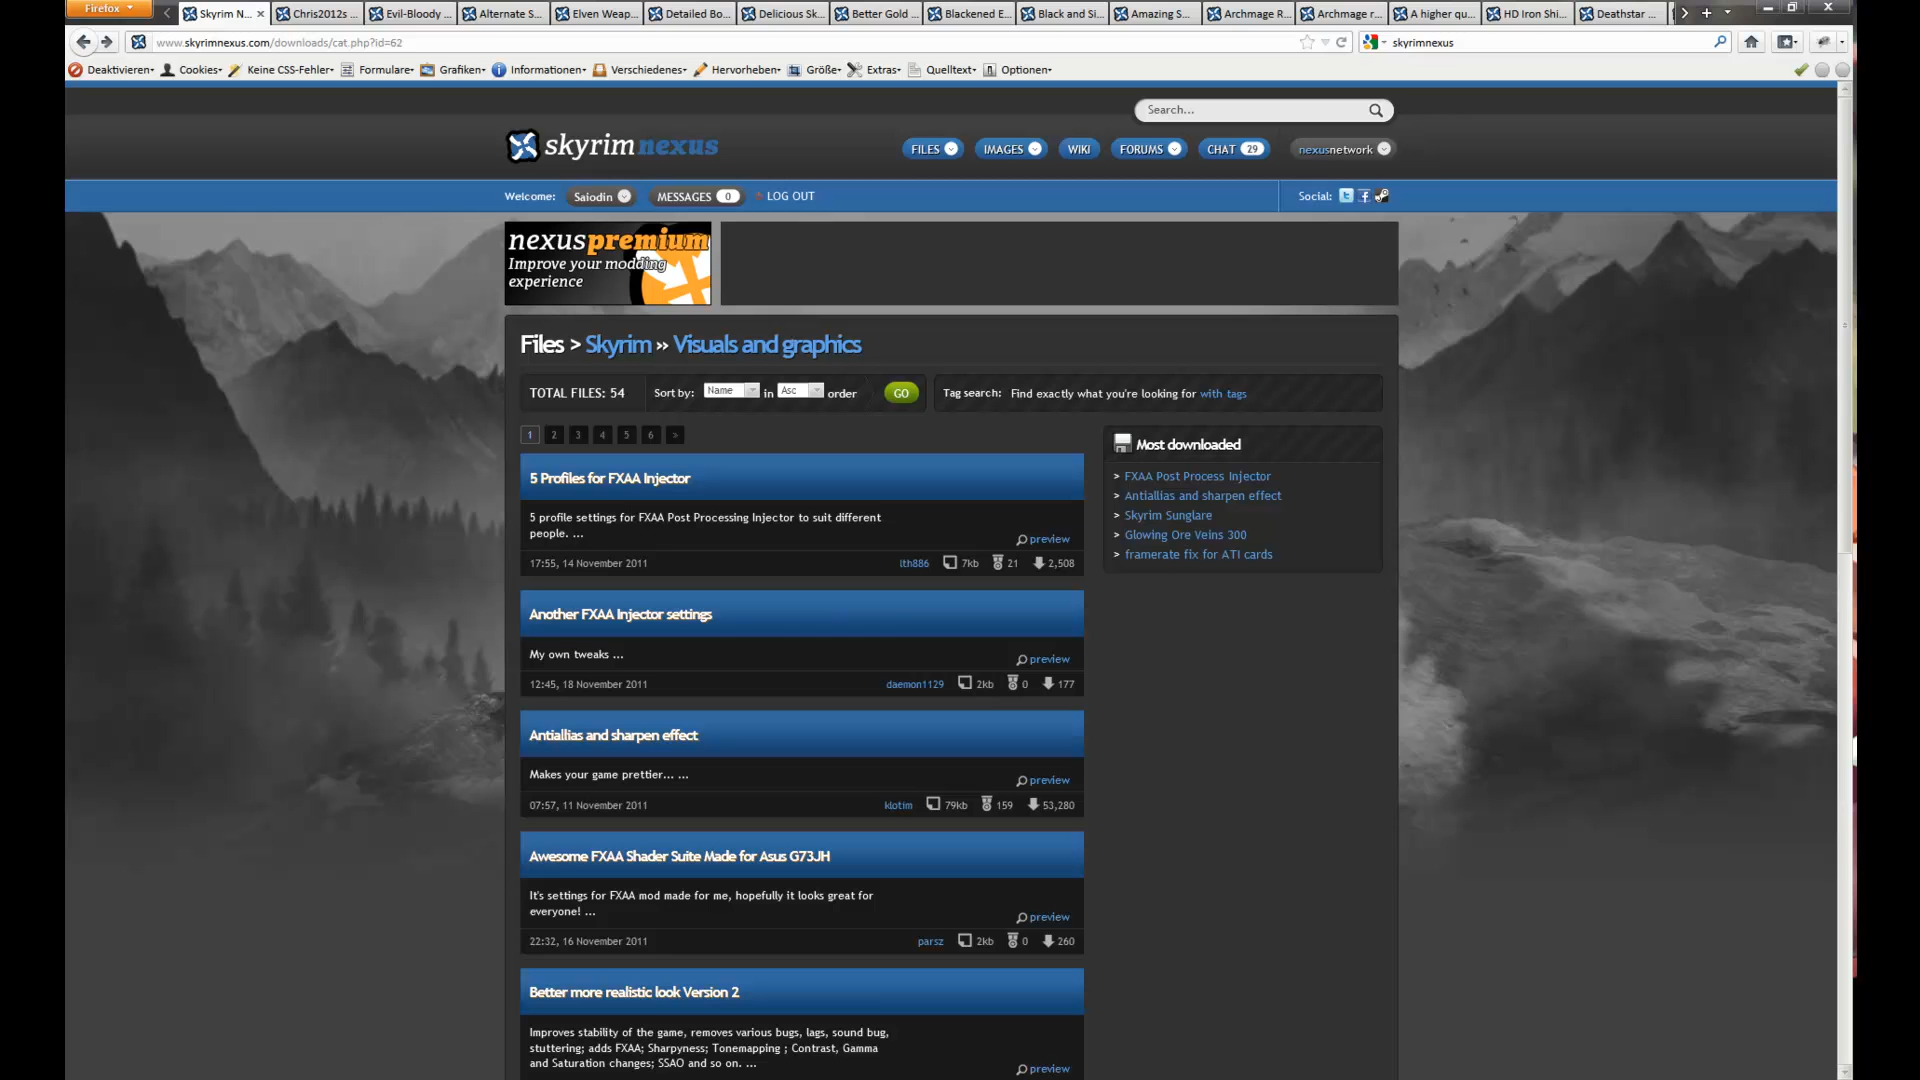 Firefox
Skyrim N... Chris2012s ... Evil-Bloody ... Alternate S... Elven Weap... Detailed Bo... Delicious Sk... Better Gold ... Blackened E... Black and Si... Amazing S... Archmage R... Archmage r... A higher qu... HD Iron Shi... Deathstar ...
www.skyrimnexus.com/downloads/cat.php?id=62
skyrimnexus
Deaktivieren Cookies Keine CSS-Fehler Formulare Grafiken Informationen Verschiedenes Hervorheben Größe Extras Quelltext Optionen
Search...
skyrim nexus
FILES IMAGES WIKI FORUMS CHAT 29 nexusnetwork
Welcome: Saiodin MESSAGES 0 LOG OUT Social:
nexuspremium
Improve your modding
experience
Files > Skyrim » Visuals and graphics
TOTAL FILES: 54 Sort by: Name in Asc order GO Tag search: Find exactly what you're looking for with tags
1 2 3 4 5 6 >
Most downloaded
> FXAA Post Process Injector
> Antiallias and sharpen effect
> Skyrim Sunglare
> Glowing Ore Veins 300
> framerate fix for ATI cards
5 Profiles for FXAA Injector
5 profile settings for FXAA Post Processing Injector to suit different
people. ...
preview
17:55, 14 November 2011 lth886 7kb 21 2,508
Another FXAA Injector settings
My own tweaks ...
preview
12:45, 18 November 2011 daemon1129 2kb 0 177
Antiallias and sharpen effect
Makes your game prettier... ...
preview
07:57, 11 November 2011 klotim 79kb 159 53,280
Awesome FXAA Shader Suite Made for Asus G73JH
It's settings for FXAA mod made for me, hopefully it looks great for
everyone! ...
preview
22:32, 16 November 2011 parsz 2kb 0 260
Better more realistic look Version 2
Improves stability of the game, removes various bugs, lags, sound bug,
stuttering; adds FXAA; Sharpyness; Tonemapping ; Contrast, Gamma
and Saturation changes; SSAO and so on. ...
preview